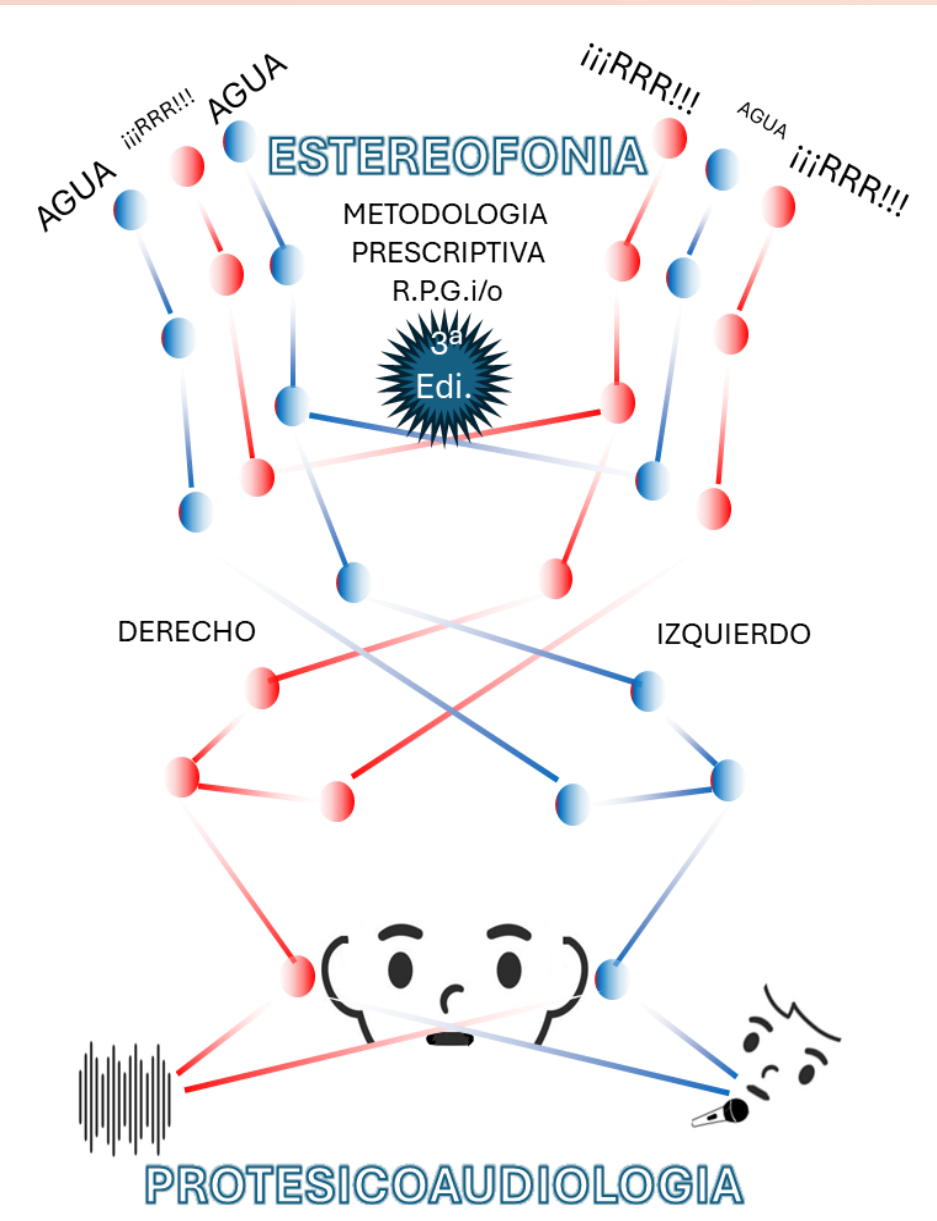 AGUA
¡¡¡RRR!!!
AGUA
¡¡¡RRR!!!
AGUA
¡¡¡RRR!!!
ESTEREOFONIA
METODOLOGIA
PRESCRIPTIVA
R.P.G.i/o
3ª
Edi.
DERECHO
IZQUIERDO
PROTESICOAUDIOLOGIA